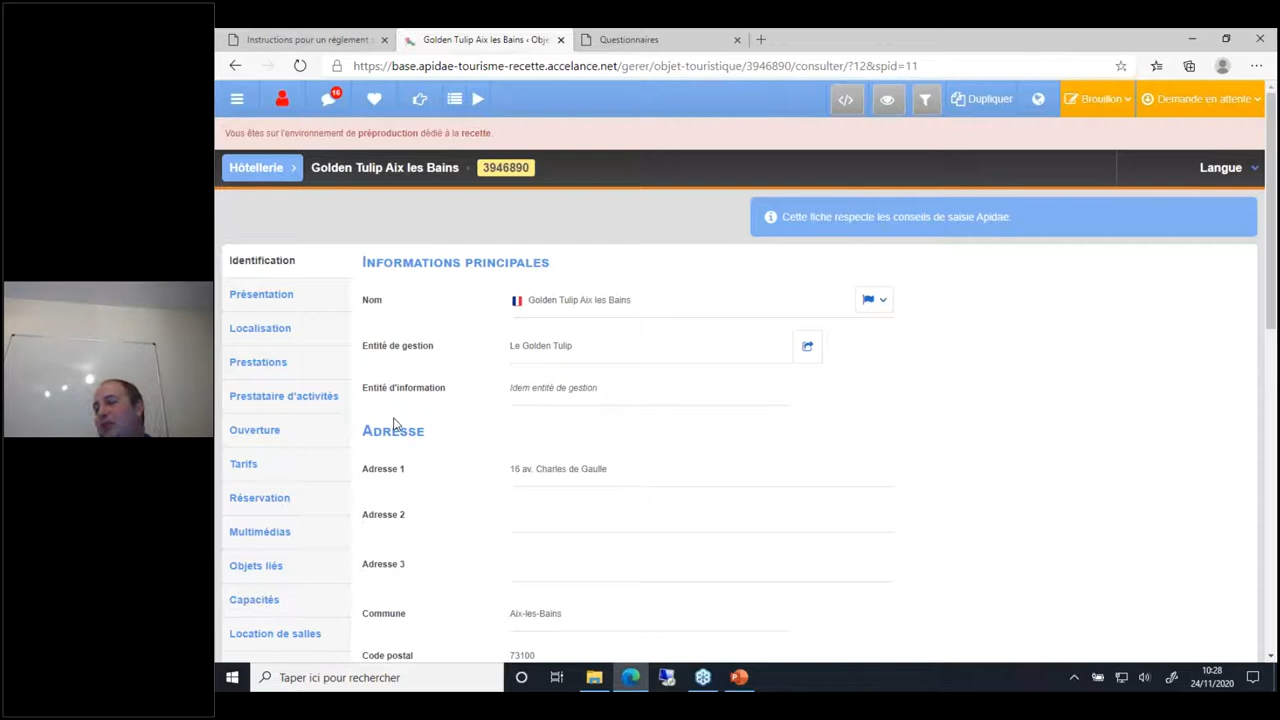 Instructions pour un règlement
Golden Tulip Aix les Bains ‹ Obje
Questionnaires
https://base.apidae-tourisme-recette.accelance.net/gerer/objet-touristique/3946890/consulter/?12&spid=11
16
Dupliquer
Brouillon
Demande en attente
Vous êtes sur l'environnement de préproduction dédié à la recette.
Hôtellerie
Golden Tulip Aix les Bains
3946890
Langue
Cette fiche respecte les conseils de saisie Apidae.
Identification
Présentation
Localisation
Prestations
Prestataire d'activités
Ouverture
Tarifs
Réservation
Multimédias
Objets liés
Capacités
Location de salles
INFORMATIONS PRINCIPALES
Nom
Golden Tulip Aix les Bains
Entité de gestion
Le Golden Tulip
Entité d'information
Idem entité de gestion
ADRESSE
Adresse 1
16 av. Charles de Gaulle
Adresse 2
Adresse 3
Commune
Aix-les-Bains
Code postal
73100
Taper ici pour rechercher
10:28
24/11/2020